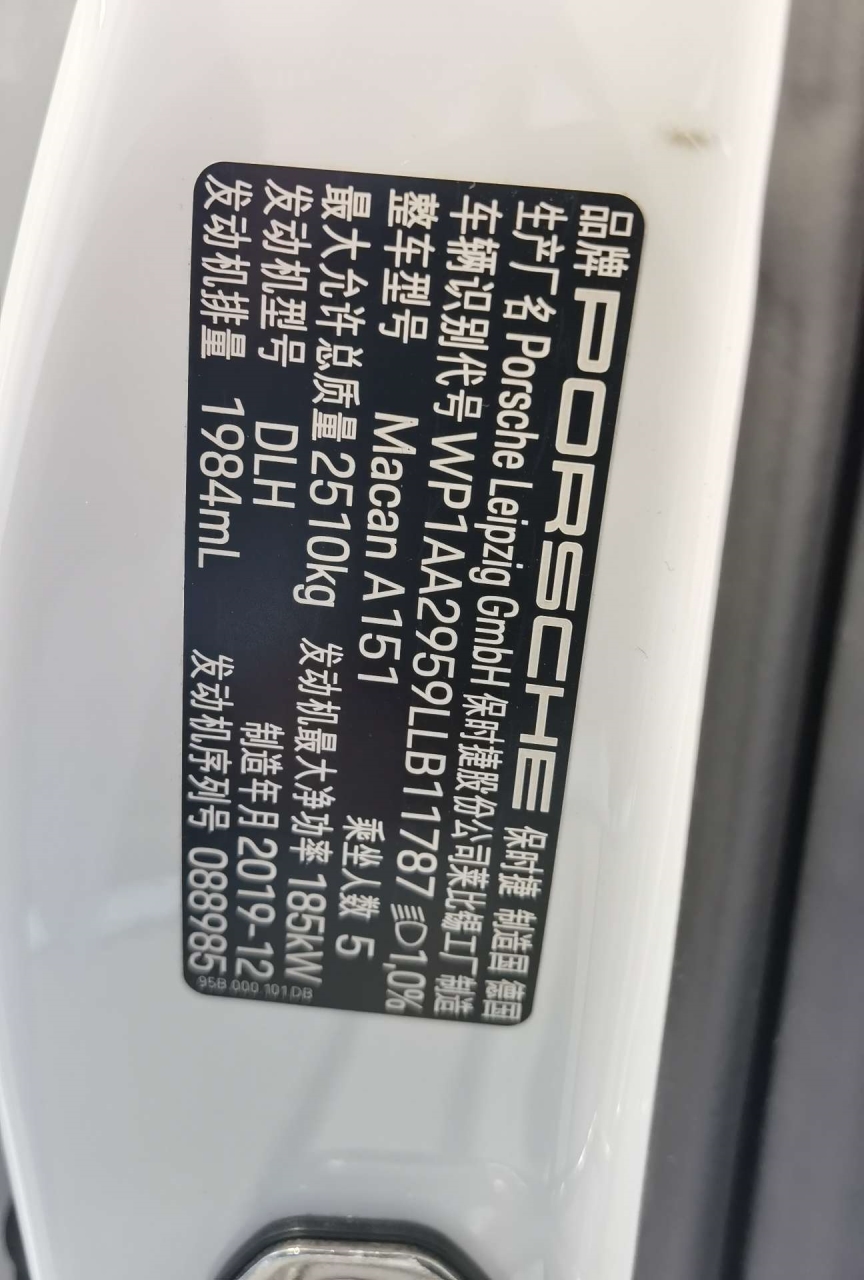 品牌 PORSCHE 保时捷 制造国 德国
生产厂名 Porsche Leipzig GmbH 保时捷股份公司莱比锡工厂 制造
车辆识别代号 WP1AA2959LLB11787 1,0%
整车型号 Macan A151 乘坐人数 5
最大允许总质量 2510kg 发动机最大净功率 185kW
发动机型号 DLH 制造年月 2019-12
发动机排量 1984mL 发动机序列号 088985
95B 000 101 DB